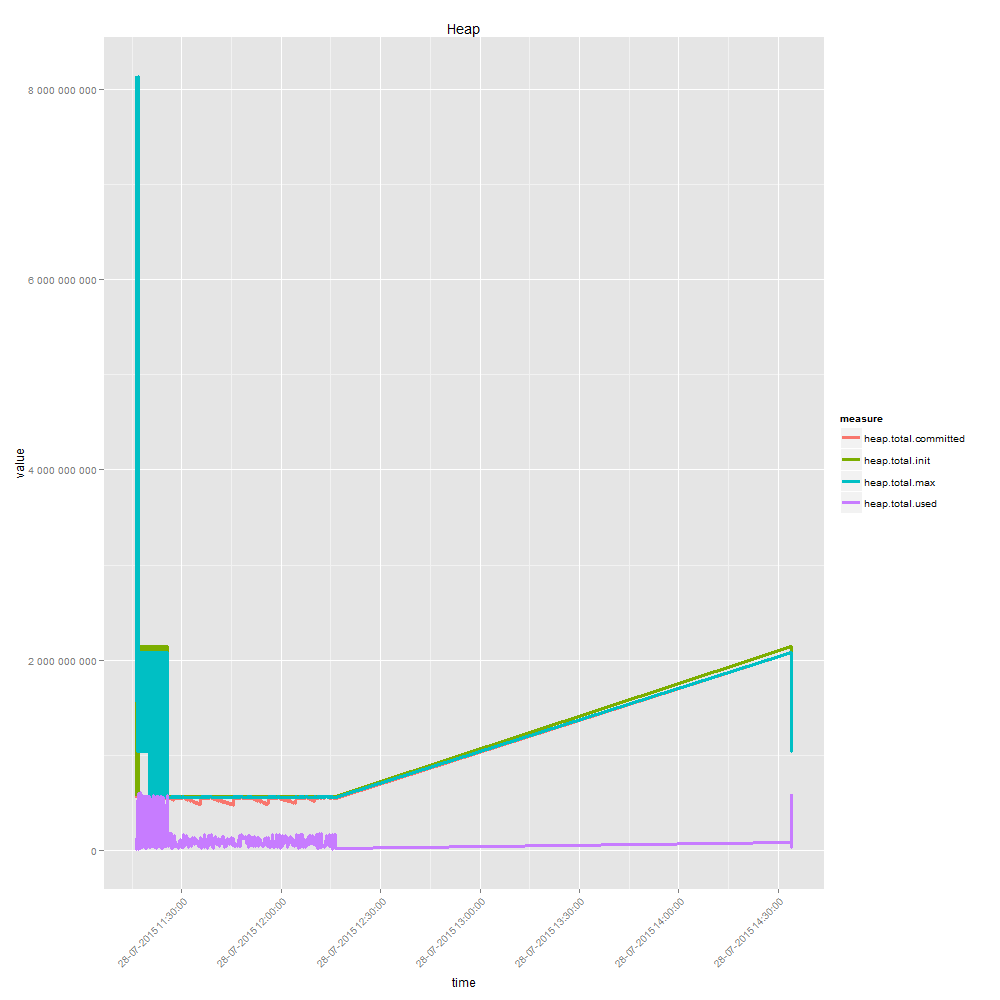 Heap
8 000 000 000
6 000 000 000
4 000 000 000
2 000 000 000
0
value
28-07-2015 11:30:00
28-07-2015 12:00:00
28-07-2015 12:30:00
28-07-2015 13:00:00
28-07-2015 13:30:00
28-07-2015 14:00:00
28-07-2015 14:30:00
time
measure
heap.total.committed
heap.total.init
heap.total.max
heap.total.used